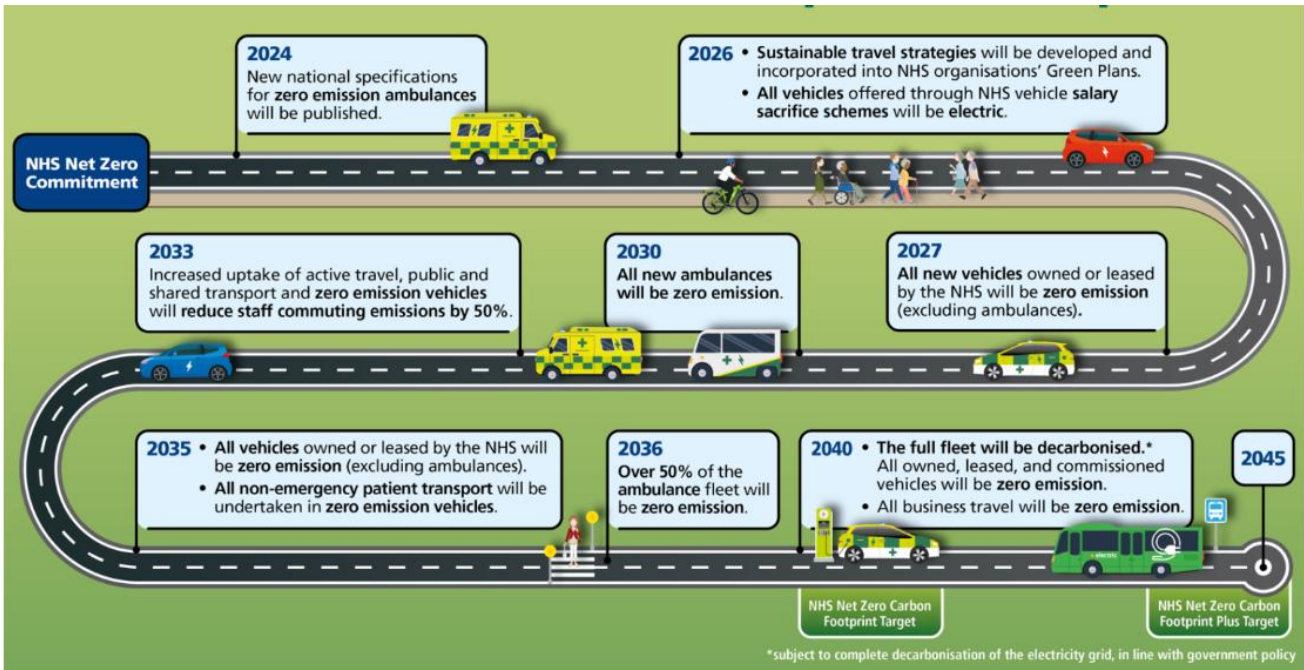 2024
New national specifications
for zero emission ambulances
will be published.
2026 • Sustainable travel strategies will be developed and
incorporated into NHS organisations' Green Plans.
• All vehicles offered through NHS vehicle salary
sacrifice schemes will be electric.
NHS Net Zero
Commitment
2027
All new vehicles owned or leased
by the NHS will be zero emission
(excluding ambulances).
2030
All new ambulances
will be zero emission.
2033
Increased uptake of active travel, public and
shared transport and zero emission vehicles
will reduce staff commuting emissions by 50%.
2035 • All vehicles owned or leased by the NHS will
be zero emission (excluding ambulances).
• All non-emergency patient transport will be
undertaken in zero emission vehicles.
2036
Over 50% of the
ambulance fleet will
be zero emission.
2040 • The full fleet will be decarbonised.*
All owned, leased, and commissioned
vehicles will be zero emission.
• All business travel will be zero emission.
2045
electric
NHS Net Zero Carbon
Footprint Target
NHS Net Zero Carbon
Footprint Plus Target
*subject to complete decarbonisation of the electricity grid, in line with government policy